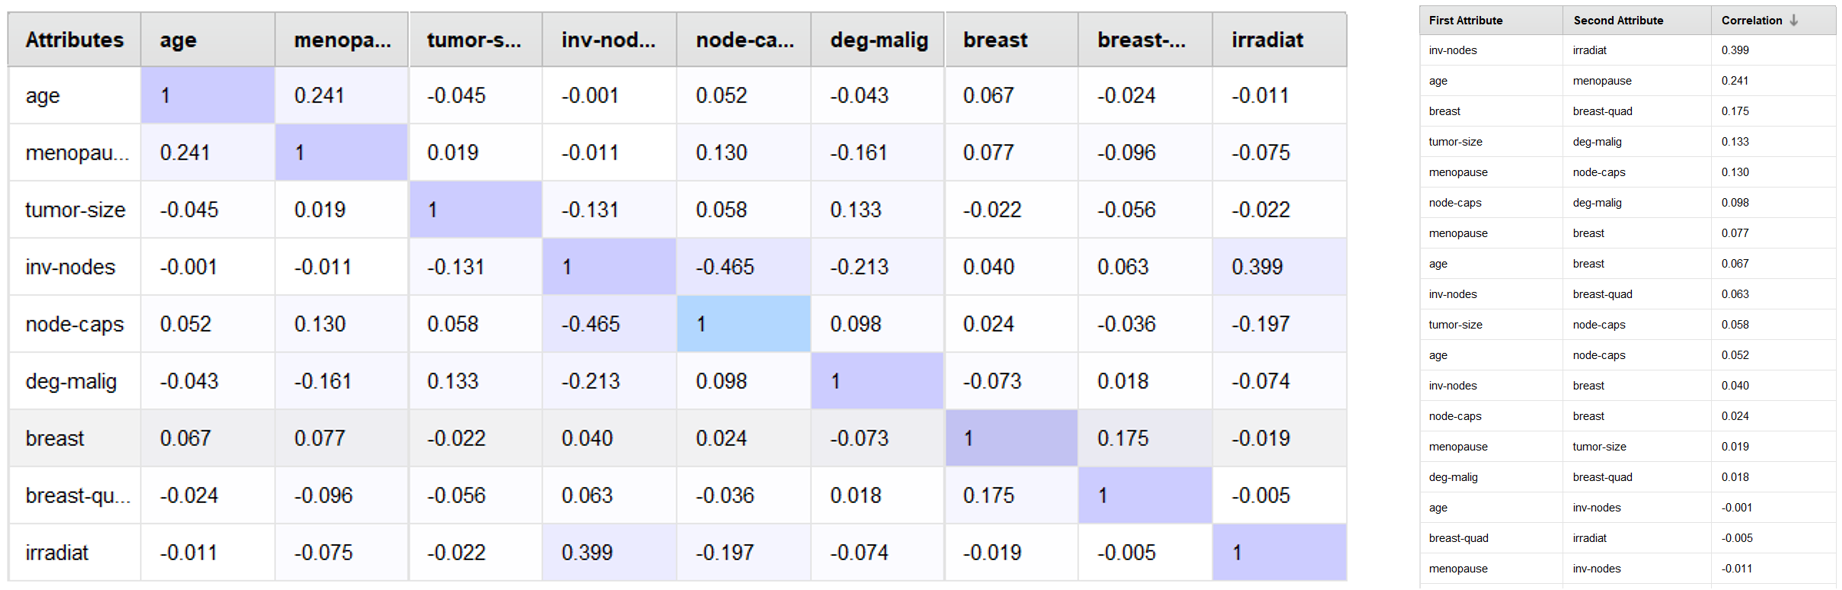 Attributes age menopa... tumor-s... inv-nod... node-ca... deg-malig breast breast-... irradiat
age 1 0.241 -0.045 -0.001 0.052 -0.043 0.067 -0.024 -0.011
menopau... 0.241 1 0.019 -0.011 0.130 -0.161 0.077 -0.096 -0.075
tumor-size -0.045 0.019 1 -0.131 0.058 0.133 -0.022 -0.056 -0.022
inv-nodes -0.001 -0.011 -0.131 1 -0.465 -0.213 0.040 0.063 0.399
node-caps 0.052 0.130 0.058 -0.465 1 0.098 0.024 -0.036 -0.197
deg-malig -0.043 -0.161 0.133 -0.213 0.098 1 -0.073 0.018 -0.074
breast 0.067 0.077 -0.022 0.040 0.024 -0.073 1 0.175 -0.019
breast-qu... -0.024 -0.096 -0.056 0.063 -0.036 0.018 0.175 1 -0.005
irradiat -0.011 -0.075 -0.022 0.399 -0.197 -0.074 -0.019 -0.005 1
First Attribute Second Attribute Correlation ↓
inv-nodes irradiat 0.399
age menopause 0.241
breast breast-quad 0.175
tumor-size deg-malig 0.133
menopause node-caps 0.130
node-caps deg-malig 0.098
menopause breast 0.077
age breast 0.067
inv-nodes breast-quad 0.063
tumor-size node-caps 0.058
age node-caps 0.052
inv-nodes breast 0.040
node-caps breast 0.024
menopause tumor-size 0.019
deg-malig breast-quad 0.018
age inv-nodes -0.001
breast-quad irradiat -0.005
menopause inv-nodes -0.011